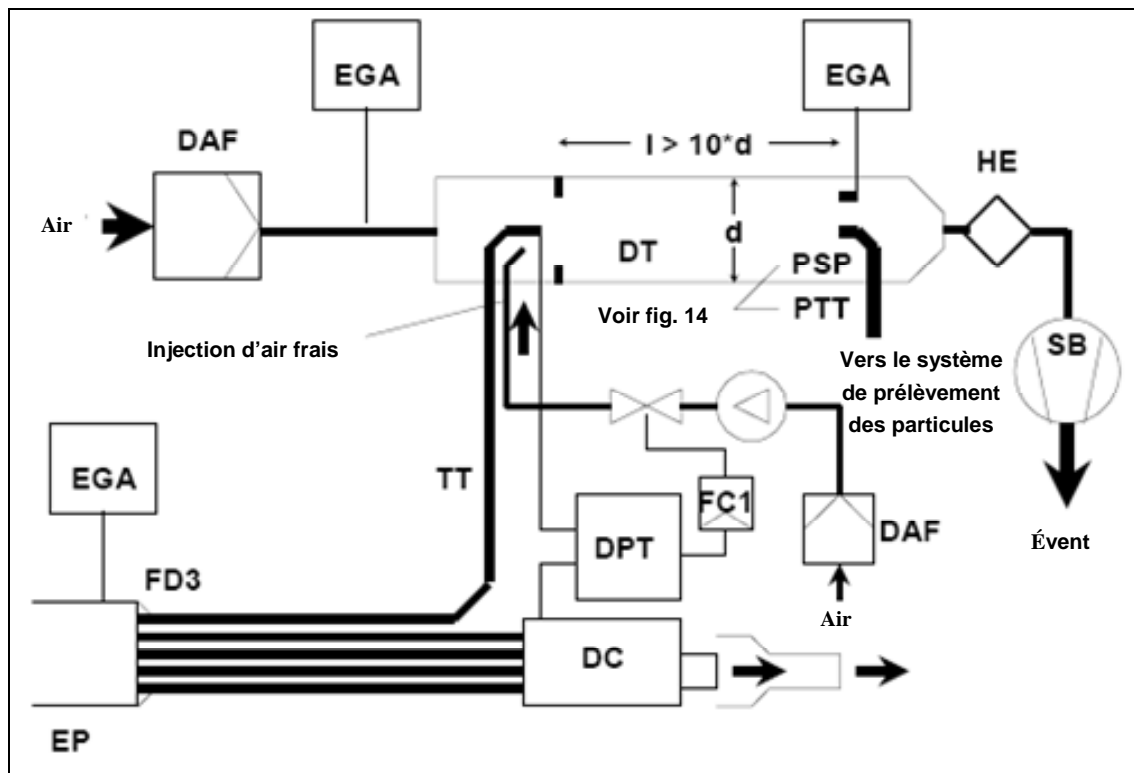 EGA
EGA
DAF
l > 10*d
HE
Air
d
DT
PSP
PTT
Voir fig. 14
SB
Injection d'air frais
Vers le système
de prélèvement
des particules
EGA
TT
FC1
DPT
DAF
Évent
FD3
Air
DC
EP